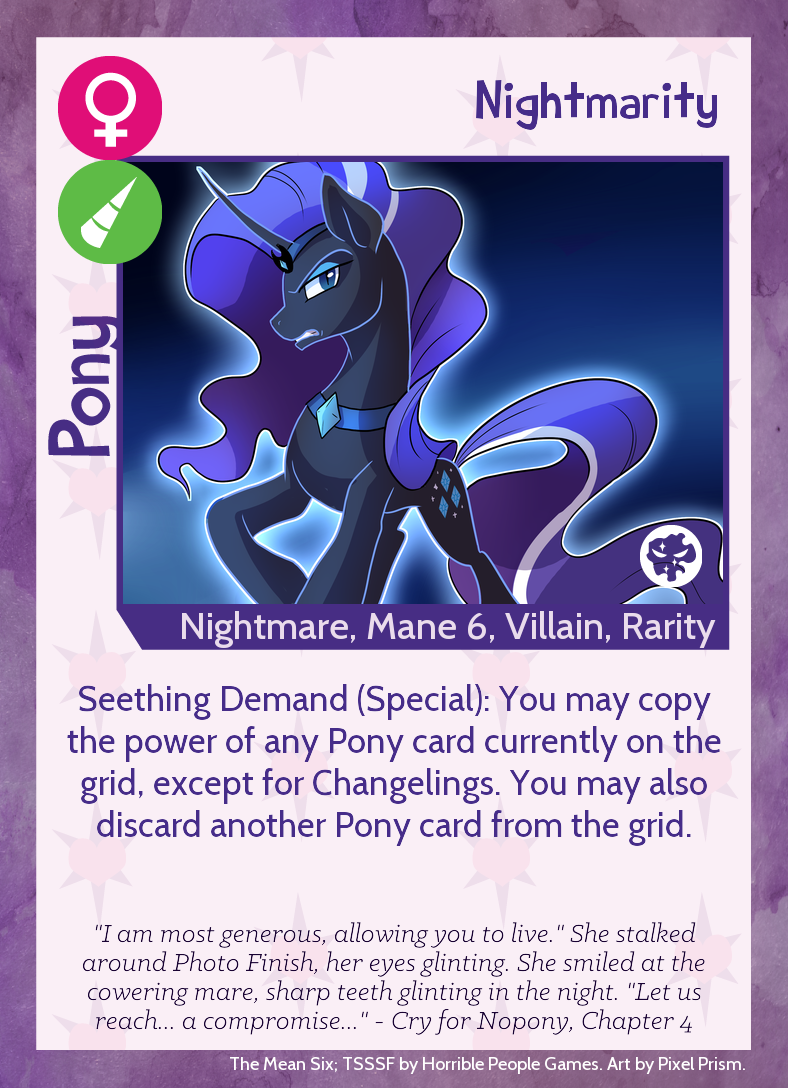 Nightmarity
Pony
Nightmare, Mane 6, Villain, Rarity
Seething Demand (Special): You may copy
the power of any Pony card currently on the
grid, except for Changelings. You may also
discard another Pony card from the grid.
"I am most generous, allowing you to live." She stalked
around Photo Finish, her eyes glinting. She smiled at the
cowering mare, sharp teeth glinting in the night. "Let us
reach... a compromise..." - Cry for Nopony, Chapter 4
The Mean Six; TSSSF by Horrible People Games. Art by Pixel Prism.